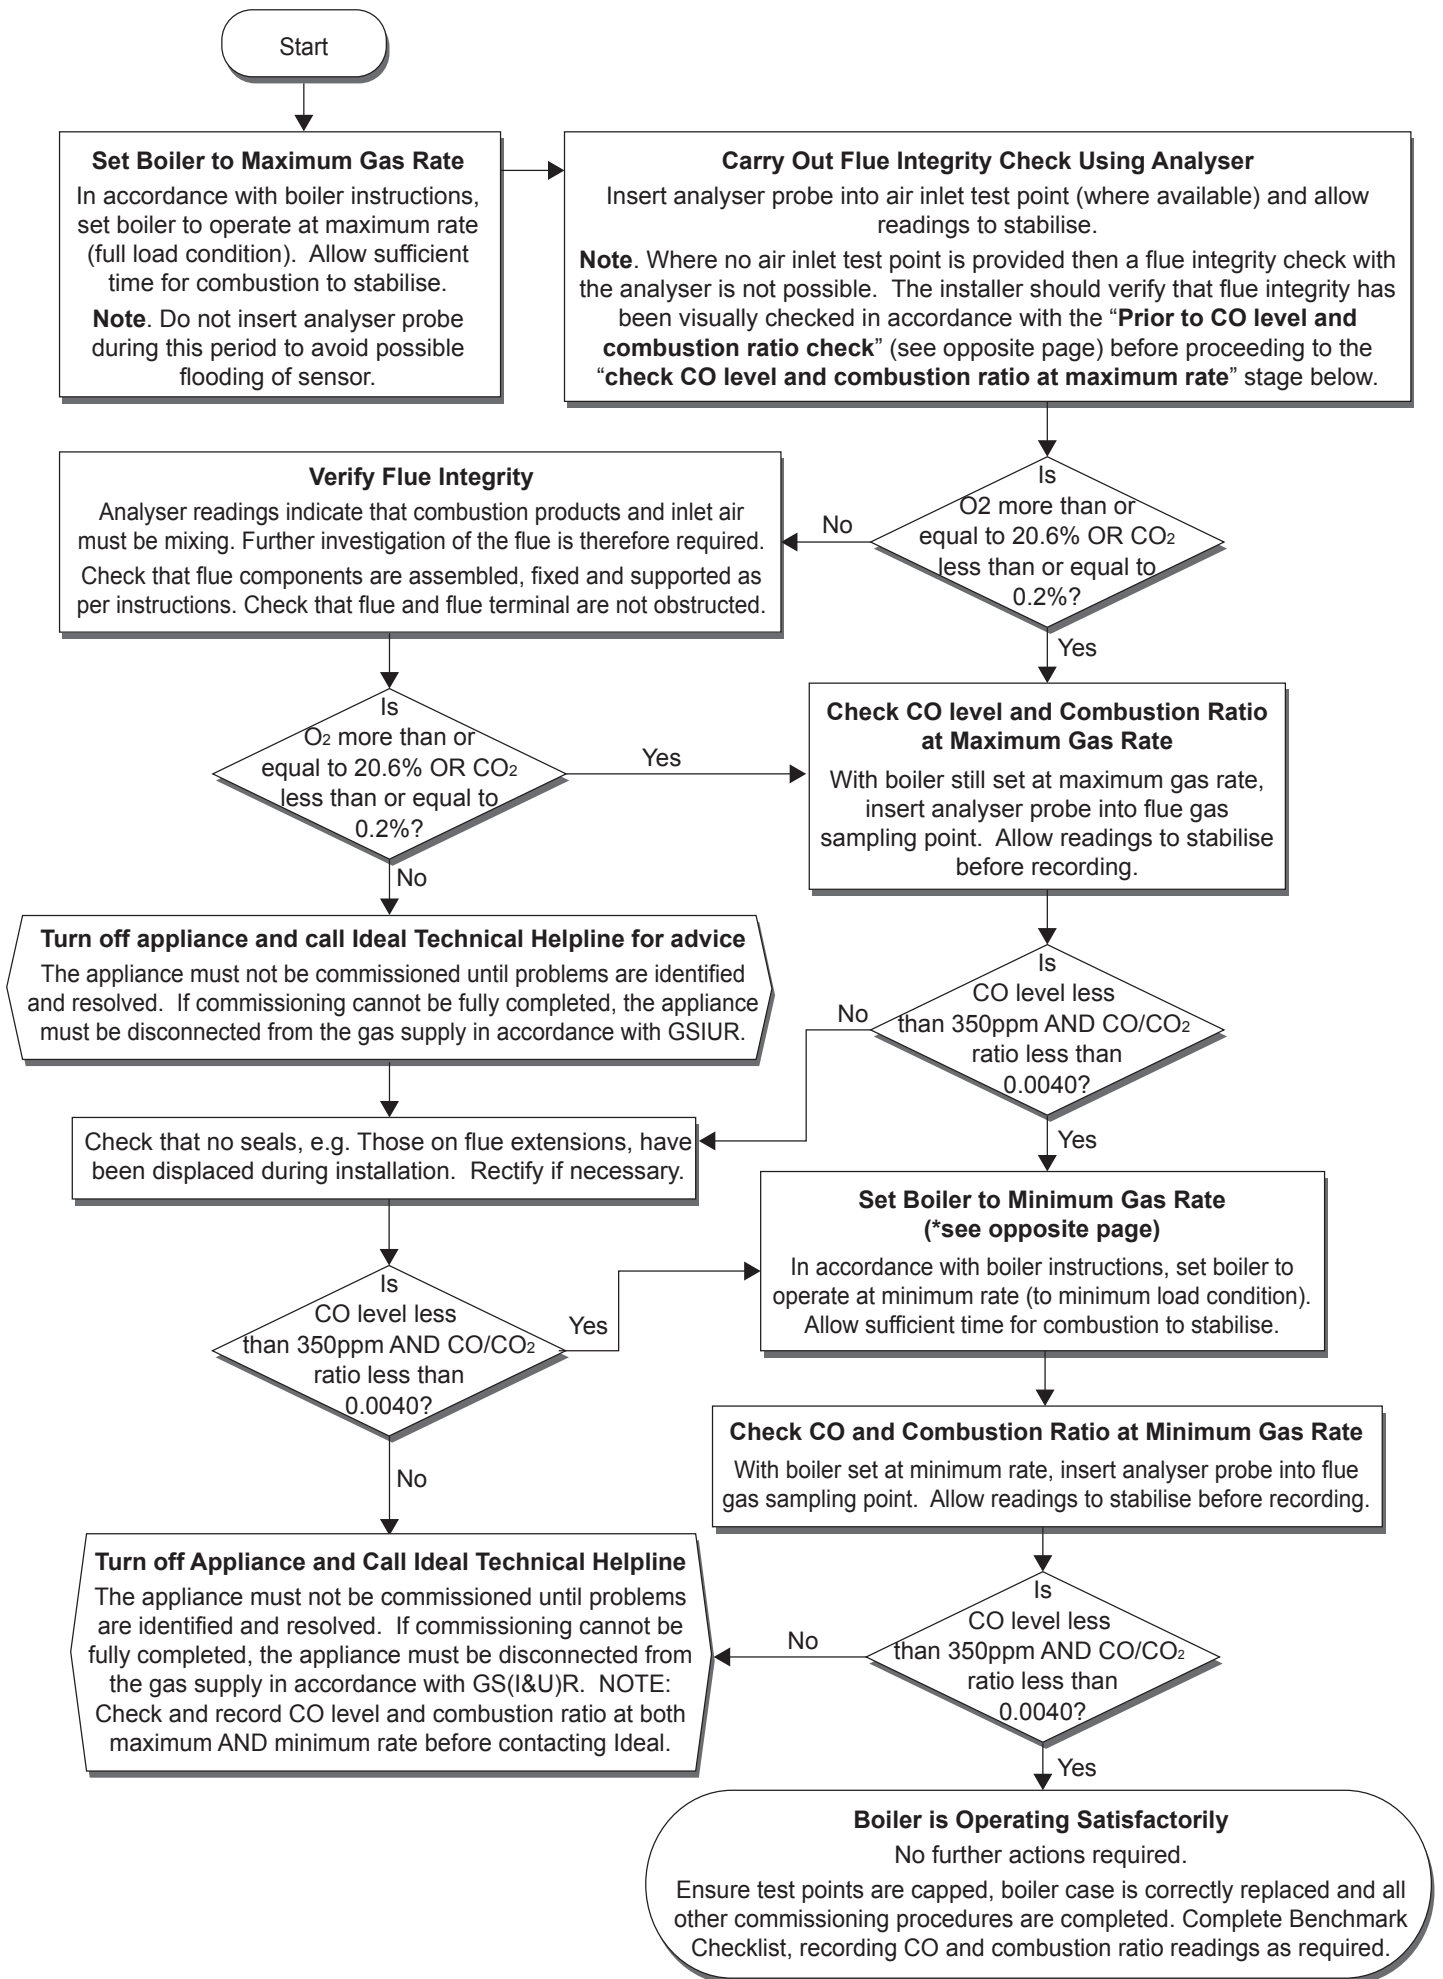 Start
Set Boiler to Maximum Gas Rate
In accordance with boiler instructions,
set boiler to operate at maximum rate
(full load condition). Allow sufficient
time for combustion to stabilise.
Note. Do not insert analyser probe
during this period to avoid possible
flooding of sensor.
Carry Out Flue Integrity Check Using Analyser
Insert analyser probe into air inlet test point (where available) and allow
readings to stabilise.
Note. Where no air inlet test point is provided then a flue integrity check with
the analyser is not possible. The installer should verify that flue integrity has
been visually checked in accordance with the “Prior to CO level and
combustion ratio check” (see opposite page) before proceeding to the
“check CO level and combustion ratio at maximum rate” stage below.
Is
O2 more than or
equal to 20.6% OR CO2
less than or equal to
0.2%?
No
Yes
Verify Flue Integrity
Analyser readings indicate that combustion products and inlet air
must be mixing. Further investigation of the flue is therefore required.
Check that flue components are assembled, fixed and supported as
per instructions. Check that flue and flue terminal are not obstructed.
Is
O2 more than or
equal to 20.6% OR CO2
less than or equal to
0.2%?
Yes
No
Check CO level and Combustion Ratio
at Maximum Gas Rate
With boiler still set at maximum gas rate,
insert analyser probe into flue gas
sampling point. Allow readings to stabilise
before recording.
Turn off appliance and call Ideal Technical Helpline for advice
The appliance must not be commissioned until problems are identified
and resolved. If commissioning cannot be fully completed, the appliance
must be disconnected from the gas supply in accordance with GSIUR.
Is
CO level less
than 350ppm AND CO/CO2
ratio less than
0.0040?
No
Yes
Check that no seals, e.g. Those on flue extensions, have
been displaced during installation. Rectify if necessary.
Set Boiler to Minimum Gas Rate
(*see opposite page)
In accordance with boiler instructions, set boiler to
operate at minimum rate (to minimum load condition).
Allow sufficient time for combustion to stabilise.
Is
CO level less
than 350ppm AND CO/CO2
ratio less than
0.0040?
Yes
No
Check CO and Combustion Ratio at Minimum Gas Rate
With boiler set at minimum rate, insert analyser probe into flue
gas sampling point. Allow readings to stabilise before recording.
Turn off Appliance and Call Ideal Technical Helpline
The appliance must not be commissioned until problems
are identified and resolved. If commissioning cannot be
fully completed, the appliance must be disconnected from
the gas supply in accordance with GS(I&U)R. NOTE:
Check and record CO level and combustion ratio at both
maximum AND minimum rate before contacting Ideal.
Is
CO level less
than 350ppm AND CO/CO2
ratio less than
0.0040?
No
Yes
Boiler is Operating Satisfactorily
No further actions required.
Ensure test points are capped, boiler case is correctly replaced and all
other commissioning procedures are completed. Complete Benchmark
Checklist, recording CO and combustion ratio readings as required.